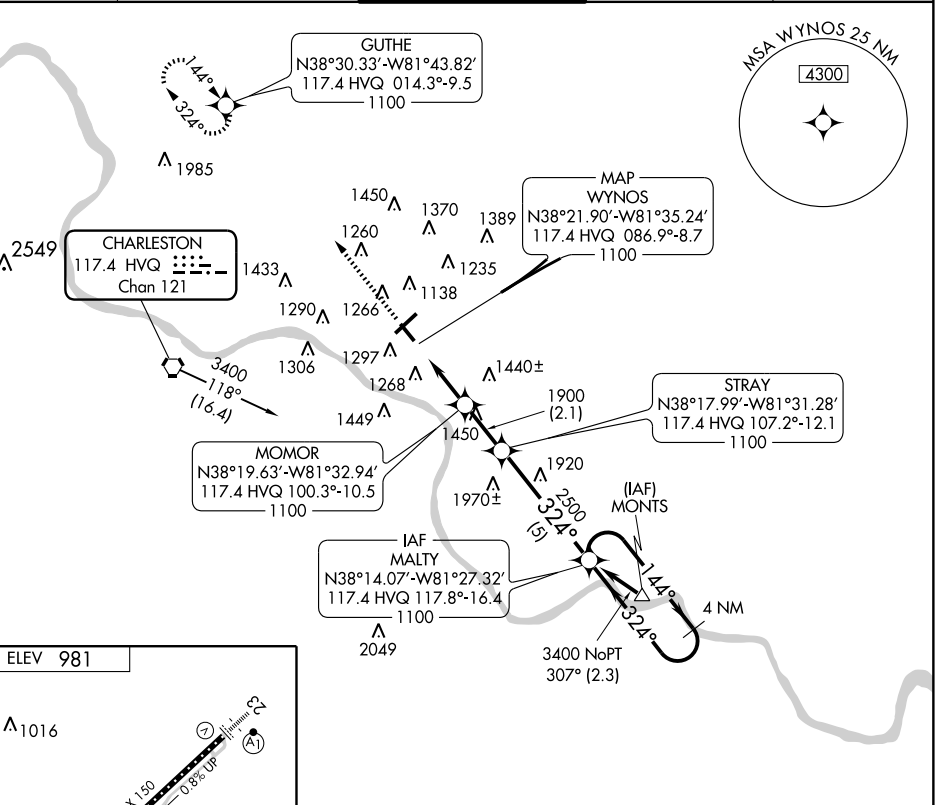 GUTHE
N38°30.33'-W81°43.82'
117.4 HVQ 014.3°-9.5
1100
144°
324°
MSA WYNOS 25 NM
4300
1985
MAP
WYNOS
N38°21.90'-W81°35.24'
117.4 HVQ 086.9°-8.7
1100
1450
1370
1389
1260
1235
2549
CHARLESTON
117.4 HVQ
Chan 121
1433
1138
1266
1290
1306
1297
1268
1440±
3400
118°
(16.4)
1449
1900
(2.1)
1450
STRAY
N38°17.99'-W81°31.28'
117.4 HVQ 107.2°-12.1
1100
MOMOR
N38°19.63'-W81°32.94'
117.4 HVQ 100.3°-10.5
1100
1920
1970±
2500
324°
(5)
(IAF)
MONTS
IAF
MALTY
N38°14.07'-W81°27.32'
117.4 HVQ 117.8°-16.4
1100
144°
324°
4 NM
2049
3400 NoPT
307° (2.3)
ELEV 981
1016
V
23
A1
X 150
0.8% UP